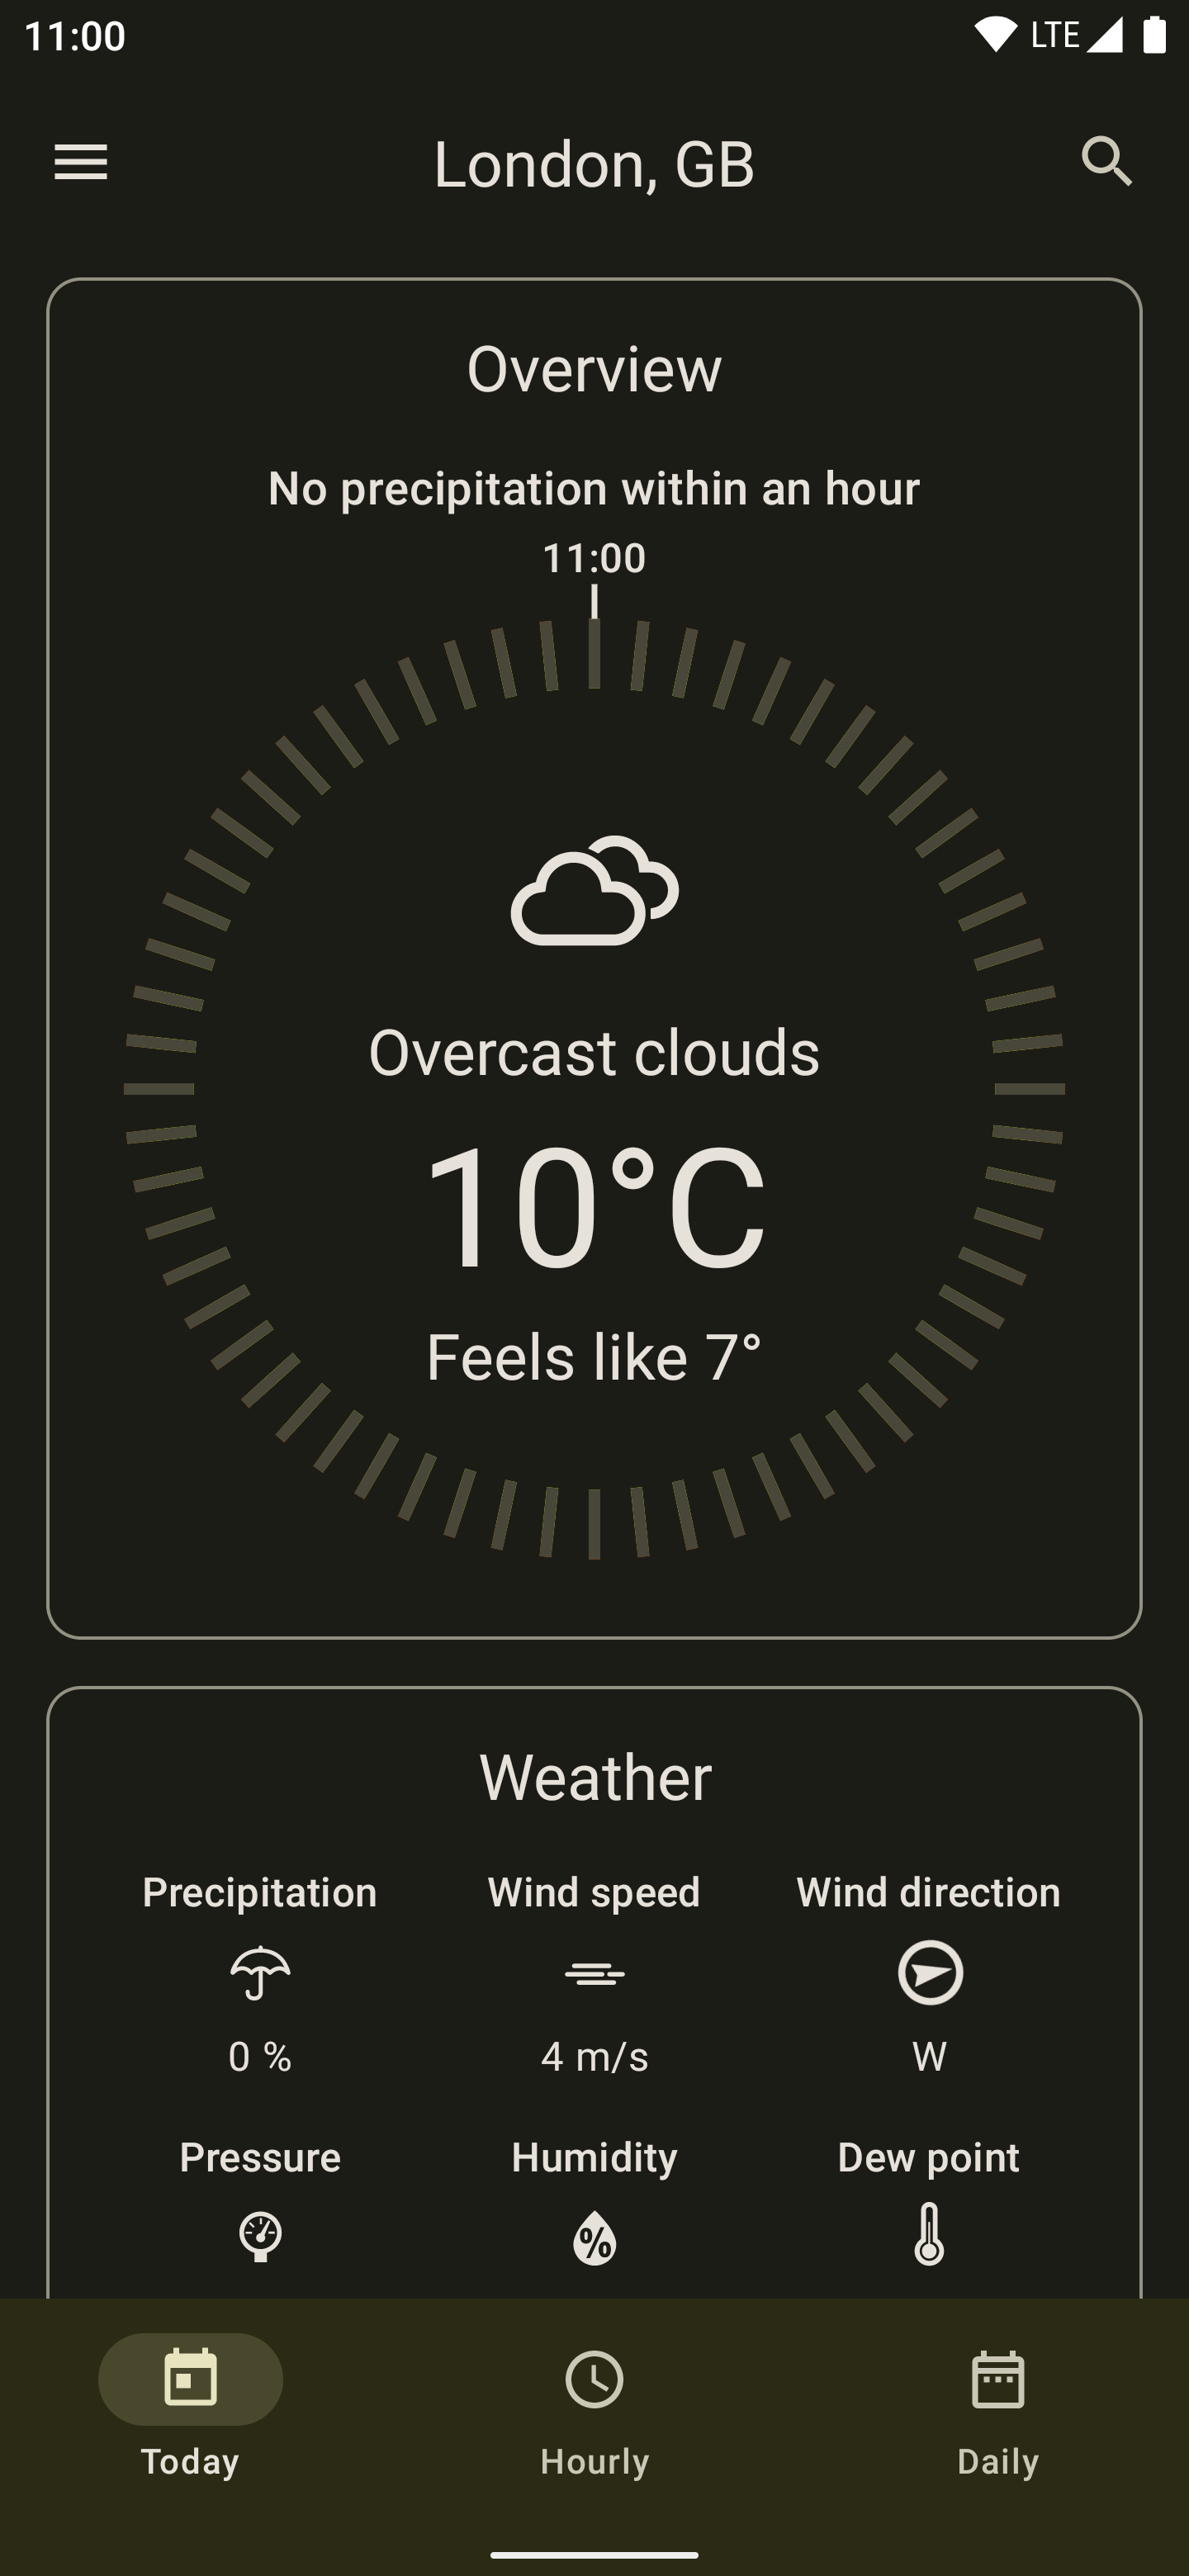 11:00 LTE
London, GB
Overview
No precipitation within an hour
11:00
Overcast clouds
10°C
Feels like 7°
Weather
Precipitation Wind speed Wind direction
0 % 4 m/s W
Pressure Humidity Dew point
%
Today Hourly Daily